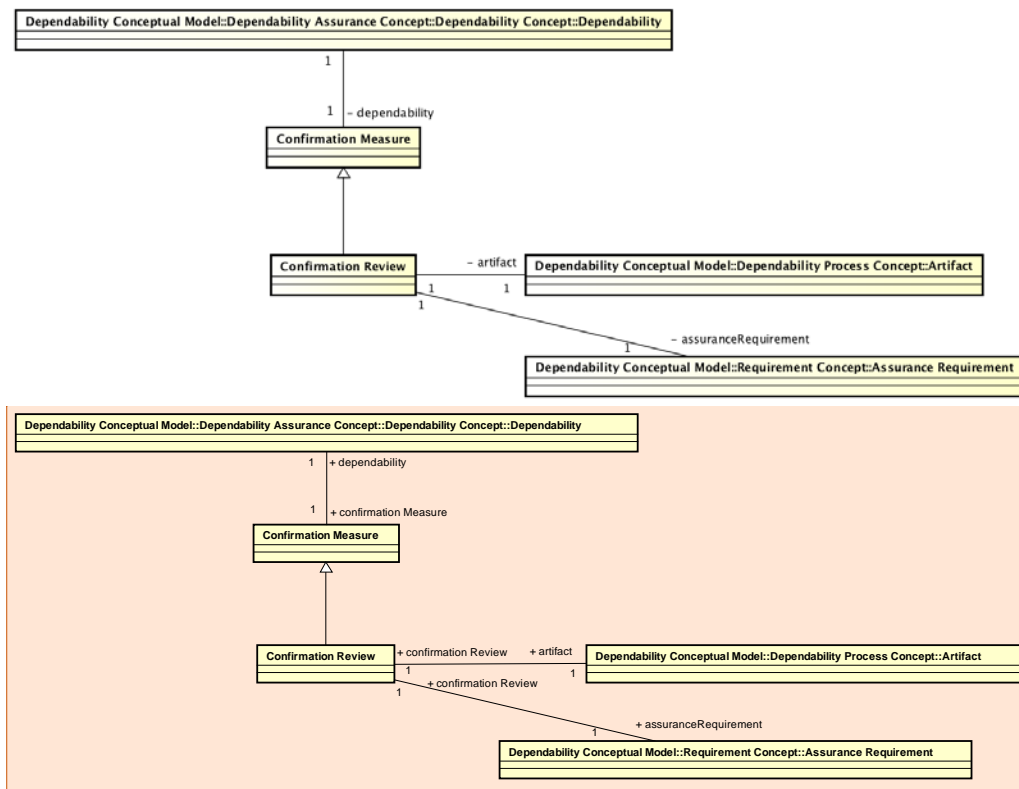 Dependability Conceptual Model::Dependability Assurance Concept::Dependability Concept::Dependability
1
1 – dependability
Confirmation Measure
Confirmation Review
– artifact
1
1
Dependability Conceptual Model::Dependability Process Concept::Artifact
1
– assuranceRequirement
1
Dependability Conceptual Model::Requirement Concept::Assurance Requirement
Dependability Conceptual Model::Dependability Assurance Concept::Dependability Concept::Dependability
1 + dependability
1 + confirmation Measure
Confirmation Measure
Confirmation Review
+ confirmation Review + artifact
1
1
Dependability Conceptual Model::Dependability Process Concept::Artifact
+ confirmation Review
1
+ assuranceRequirement
1
Dependability Conceptual Model::Requirement Concept::Assurance Requirement